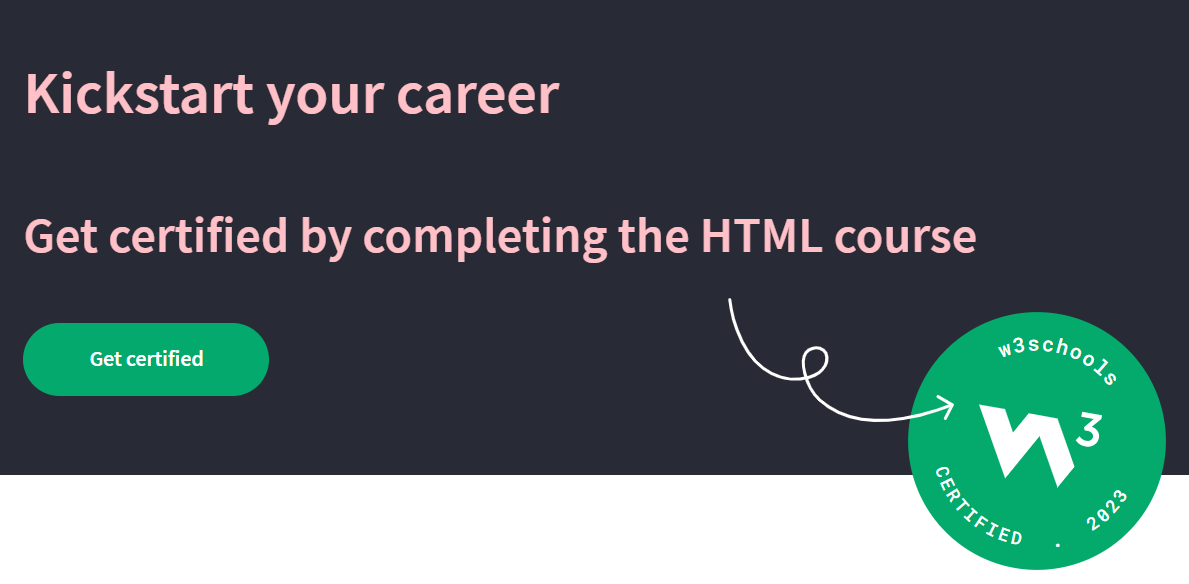 Kickstart your career
Get certified by completing the HTML course
Get certified
w3schools
W3
CERTIFIED . 2023